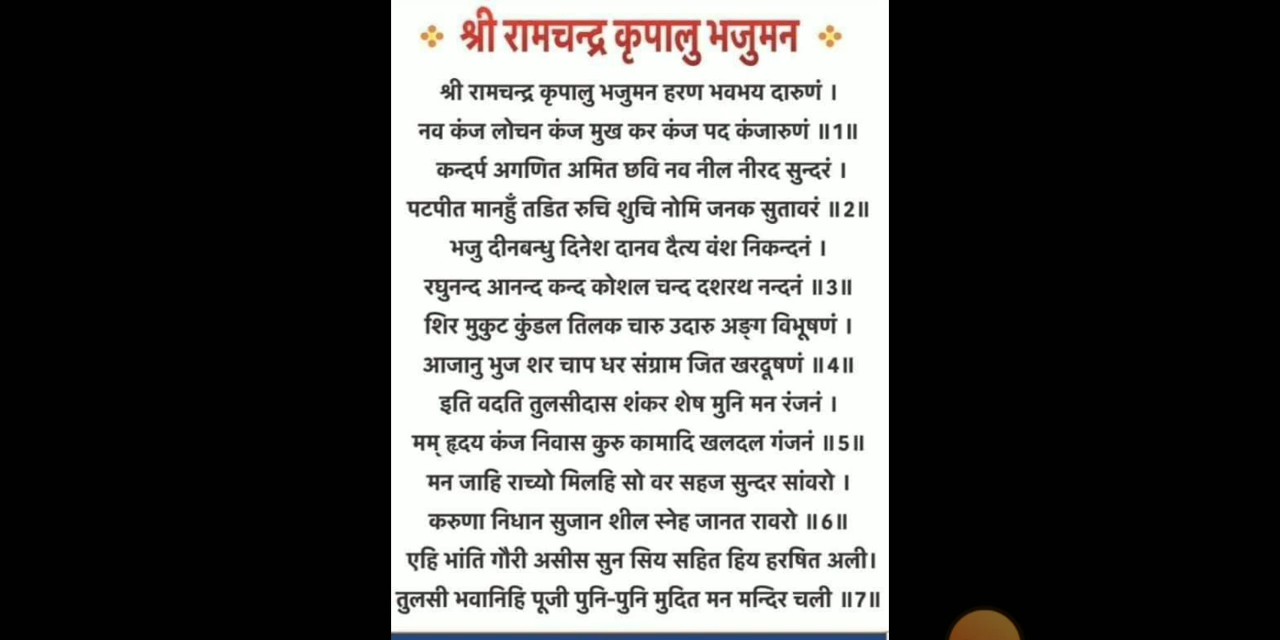 श्री रामचन्द्र कृपालु भजुमन
श्री रामचन्द्र कृपालु भजुमन हरण भवभय दारुणं ।
नव कंज लोचन कंज मुख कर कंज पद कंजारुणं ॥1॥
कन्दर्प अगणित अमित छवि नव नील नीरद सुन्दरं ।
पटपीत मानहुँ तडित रुचि शुचि नोमि जनक सुतावरं ॥2॥
भजु दीनबन्धु दिनेश दानव दैत्य वंश निकन्दनं ।
रघुनन्द आनन्द कन्द कोशल चन्द दशरथ नन्दनं ॥3॥
शिर मुकुट कुंडल तिलक चारु उदारु अङ्ग विभूषणं ।
आजानु भुज शर चाप धर संग्राम जित खरदूषणं ॥4॥
इति वदति तुलसीदास शंकर शेष मुनि मन रंजनं ।
मम् हृदय कंज निवास कुरु कामादि खलदल गंजनं ॥5॥
मन जाहि राच्यो मिलहि सो वर सहज सुन्दर सांवरो ।
करुणा निधान सुजान शील स्नेह जानत रावरो ॥6॥
एहि भांति गौरी असीस सुन सिय सहित हिय हरषित अली।
तुलसी भवानिहि पूजी पुनि-पुनि मुदित मन मन्दिर चली ॥7॥